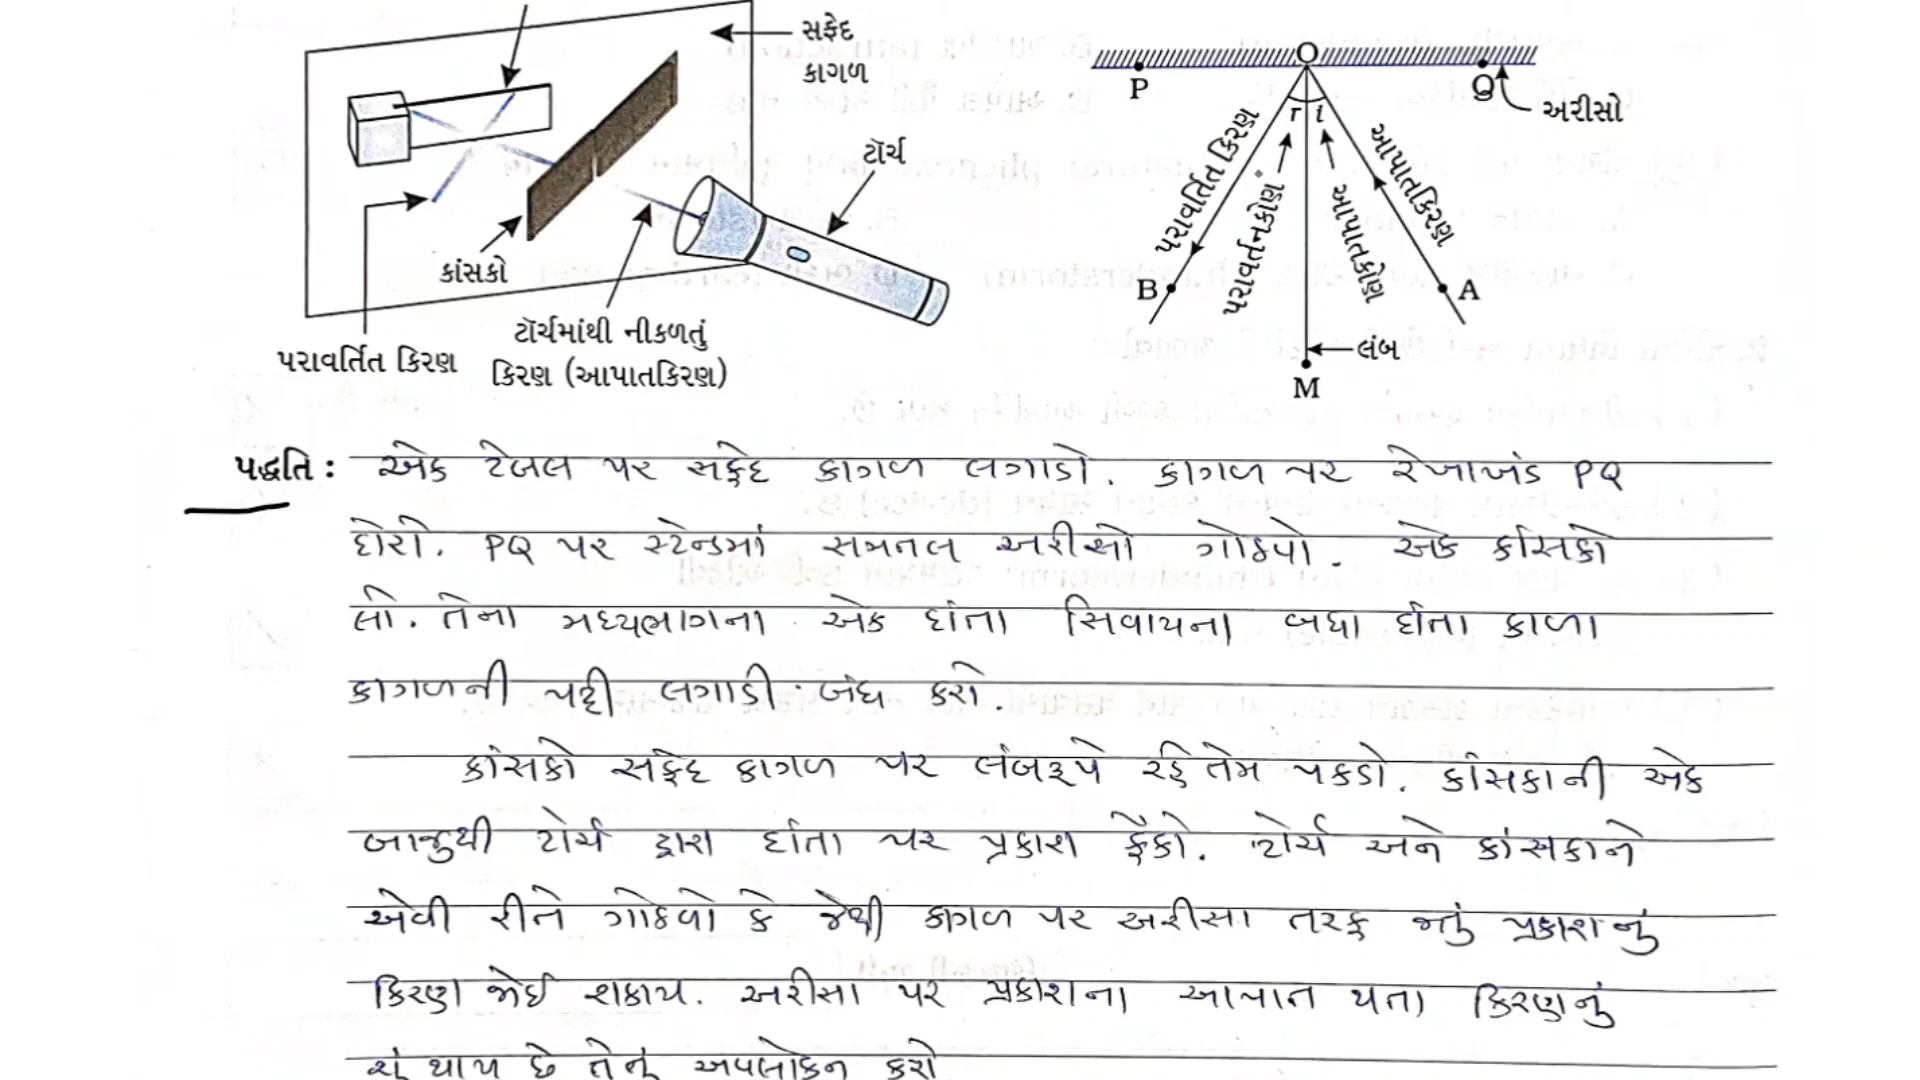 સફેદ
કાગળ
ટૉર્ચ
કાંસકો
ટૉર્ચમાંથી નીકળતું
કિરણ (આપાતકિરણ)
પરાવર્તિત કિરણ
O
P
Q
અરીસો
r i
પરાવર્તિત કિરણ
પરાવર્તનકોણ
આપાતકોણ
આપાતકિરણ
B
A
લંબ
M
પદ્ધતિ : એક ટેબલ પર સફેદ કાગળ લગાડો. કાગળ પર રેખાખંડ PQ
દોરો. PQ પર સ્ટેન્ડમાં સમતલ અરીસો ગોઠવો. એક કાંસકો
લો. તેના મધ્યભાગના એક દાંતા સિવાયના બધા દાંતા કાળા
કાગળની પટ્ટી લગાડી બંધ કરો.
કાંસકો સફેદ કાગળ પર લંબરૂપે રહે તેમ પકડો. કાંસકાની એક
બાજુથી ટોર્ચ દ્વારા દાંતા પર પ્રકાશ ફેંકો. ટોર્ચ અને કાંસકાને
એવી રીતે ગોઠવો કે જેથી કાગળ પર અરીસા તરફ જતું પ્રકાશનું
કિરણ જોઈ શકાય. અરીસા પર પ્રકાશના આપાત થતા કિરણનું
શું થાય છે તેનું અવલોકન કરો